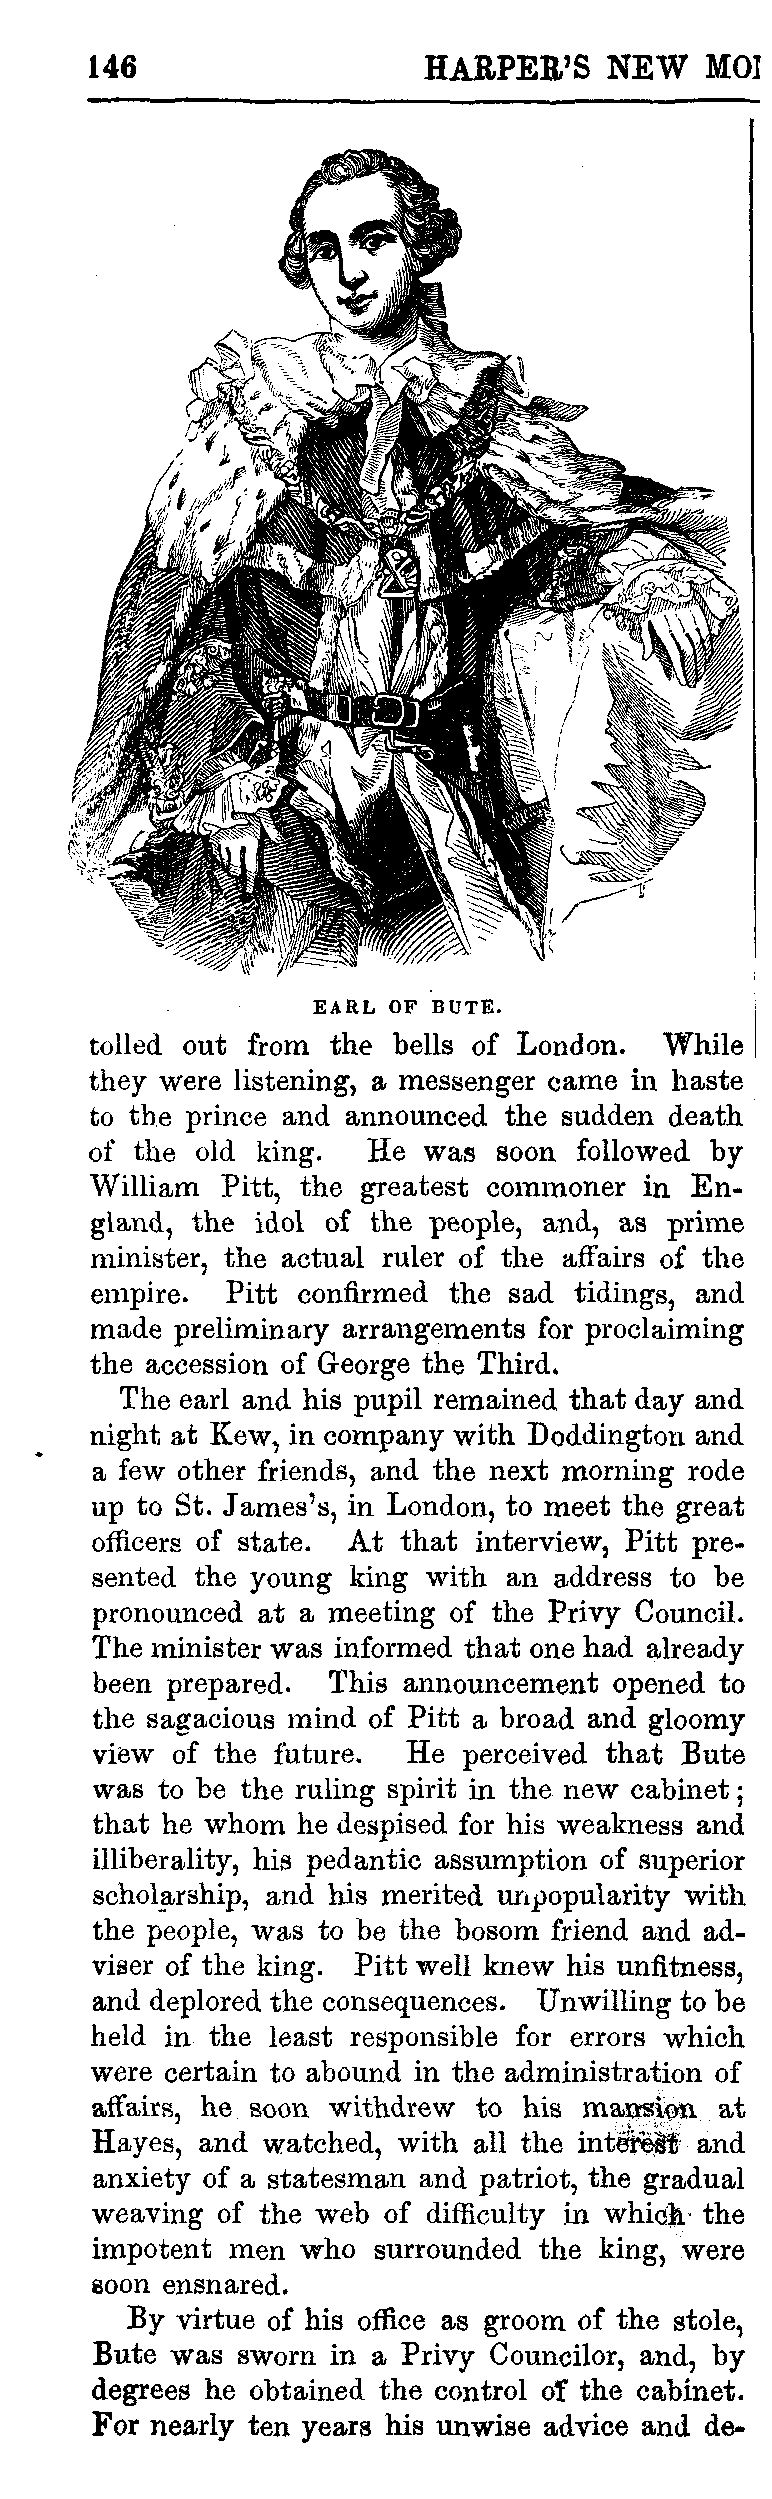 146 HARPER'S NEW MON
EARL OF BUTE.
tolled out from the bells of London. While
they were listening, a messenger came in haste
to the prince and announced the sudden death
of the old king. He was soon followed by
William Pitt, the greatest commoner in En-
gland, the idol of the people, and, as prime
minister, the actual ruler of the affairs of the
empire. Pitt confirmed the sad tidings, and
made preliminary arrangements for proclaiming
the accession of George the Third.
The earl and his pupil remained that day and
night at Kew, in company with Doddington and
a few other friends, and the next morning rode
up to St. James's, in London, to meet the great
officers of state. At that interview, Pitt pre-
sented the young king with an address to be
pronounced at a meeting of the Privy Council.
The minister was informed that one had already
been prepared. This announcement opened to
the sagacious mind of Pitt a broad and gloomy
view of the future. He perceived that Bute
was to be the ruling spirit in the new cabinet;
that he whom he despised for his weakness and
illiberality, his pedantic assumption of superior
scholarship, and his merited unpopularity with
the people, was to be the bosom friend and ad-
viser of the king. Pitt well knew his unfitness,
and deplored the consequences. Unwilling to be
held in the least responsible for errors which
were certain to abound in the administration of
affairs, he soon withdrew to his mansion at
Hayes, and watched, with all the interest and
anxiety of a statesman and patriot, the gradual
weaving of the web of difficulty in which the
impotent men who surrounded the king, were
soon ensnared.
By virtue of his office as groom of the stole,
Bute was sworn in a Privy Councilor, and, by
degrees he obtained the control of the cabinet.
For nearly ten years his unwise advice and de-